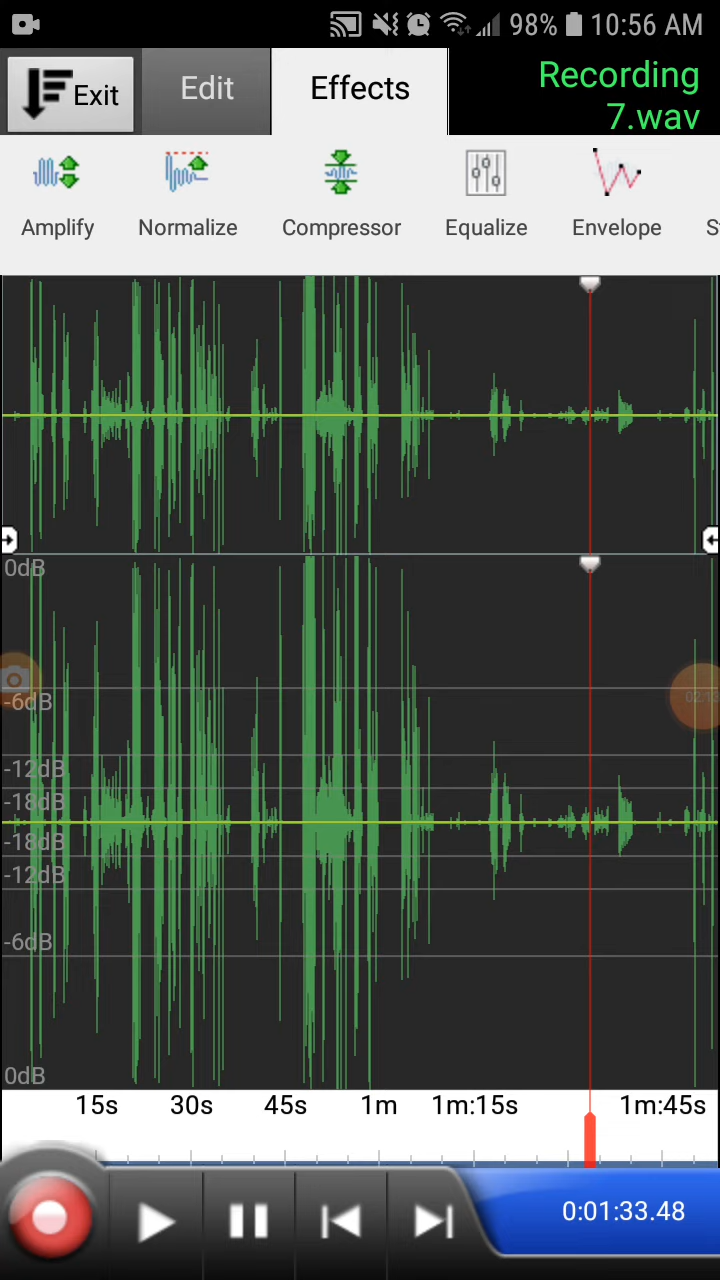 98% 10:56 AM
Exit Edit Effects Recording
7.wav
Amplify Normalize Compressor Equalize Envelope S
0dB
-6dB
-12dB
-18dB
-18dB
-12dB
-6dB
0dB
15s 30s 45s 1m 1m:15s 1m:45s
0:01:33.48